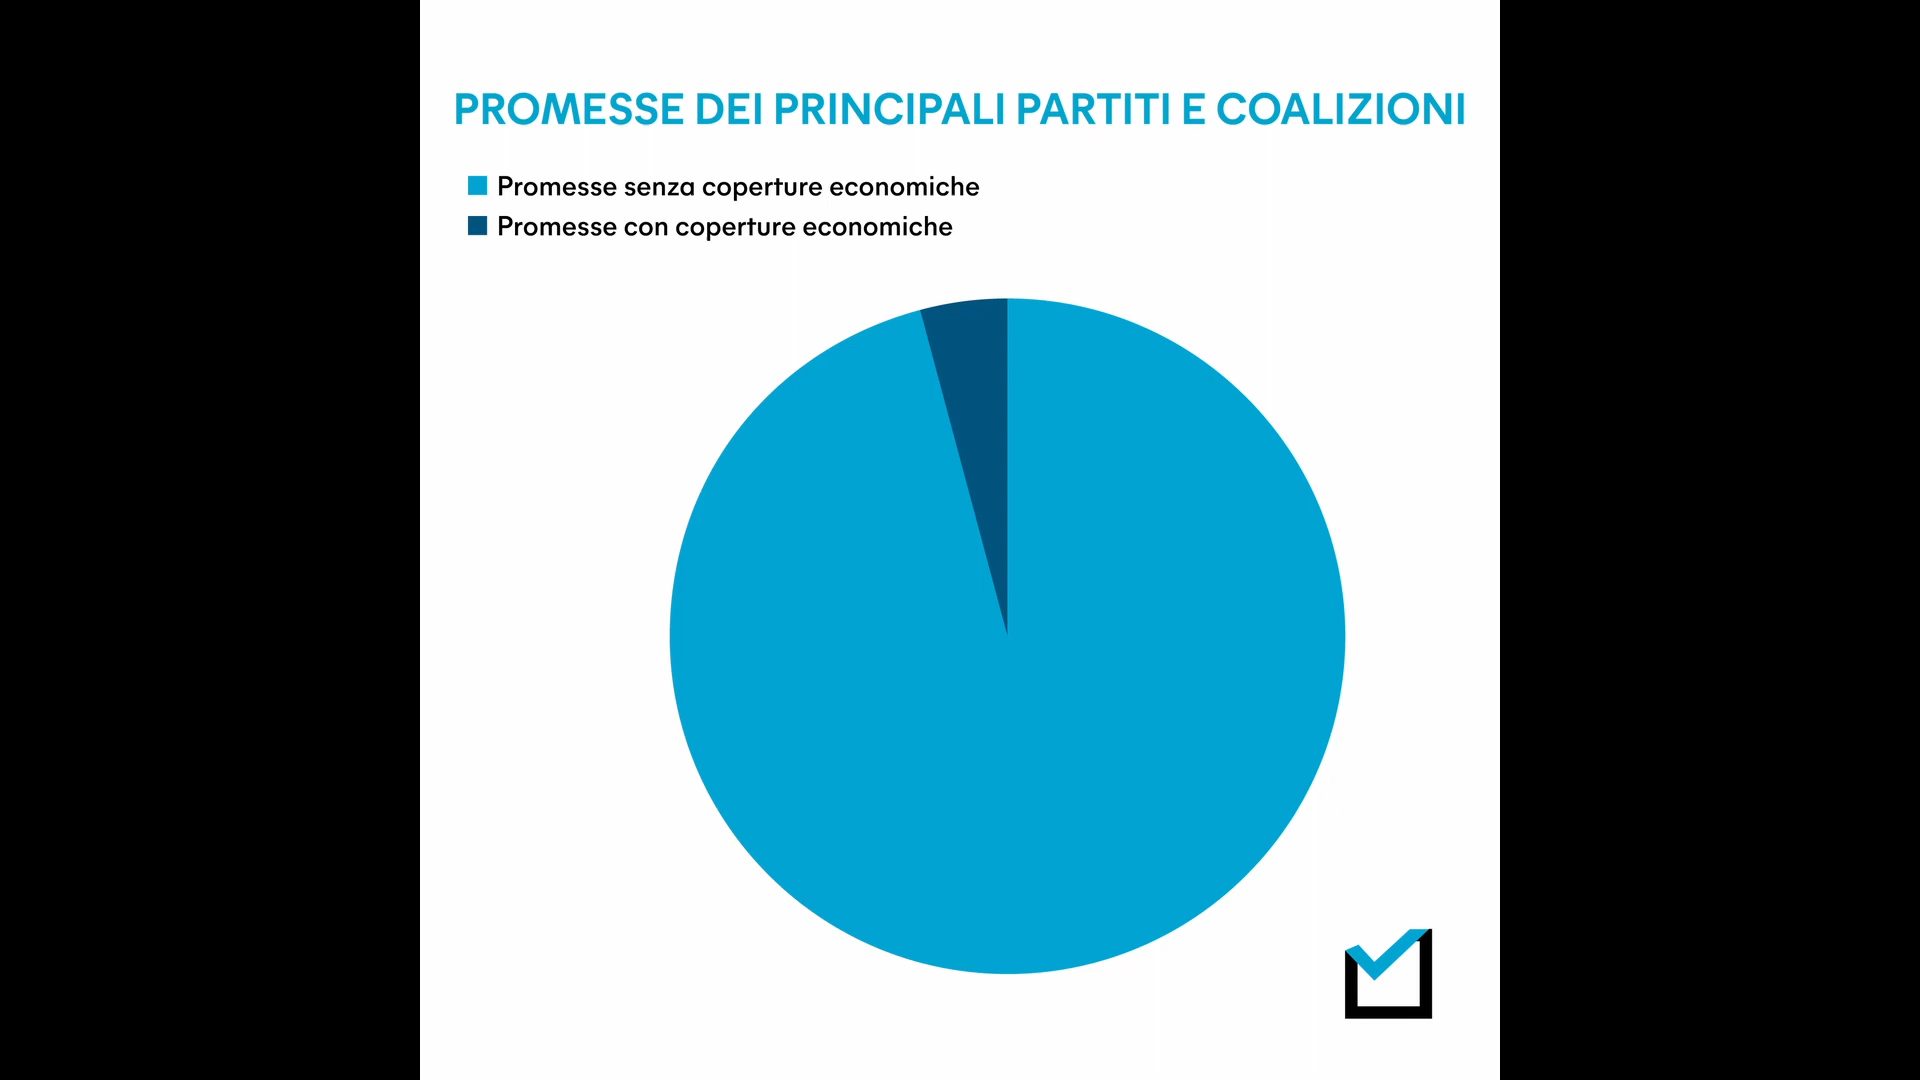 PROMESSE DEI PRINCIPALI PARTITI E COALIZIONI
Promesse senza coperture economiche
Promesse con coperture economiche